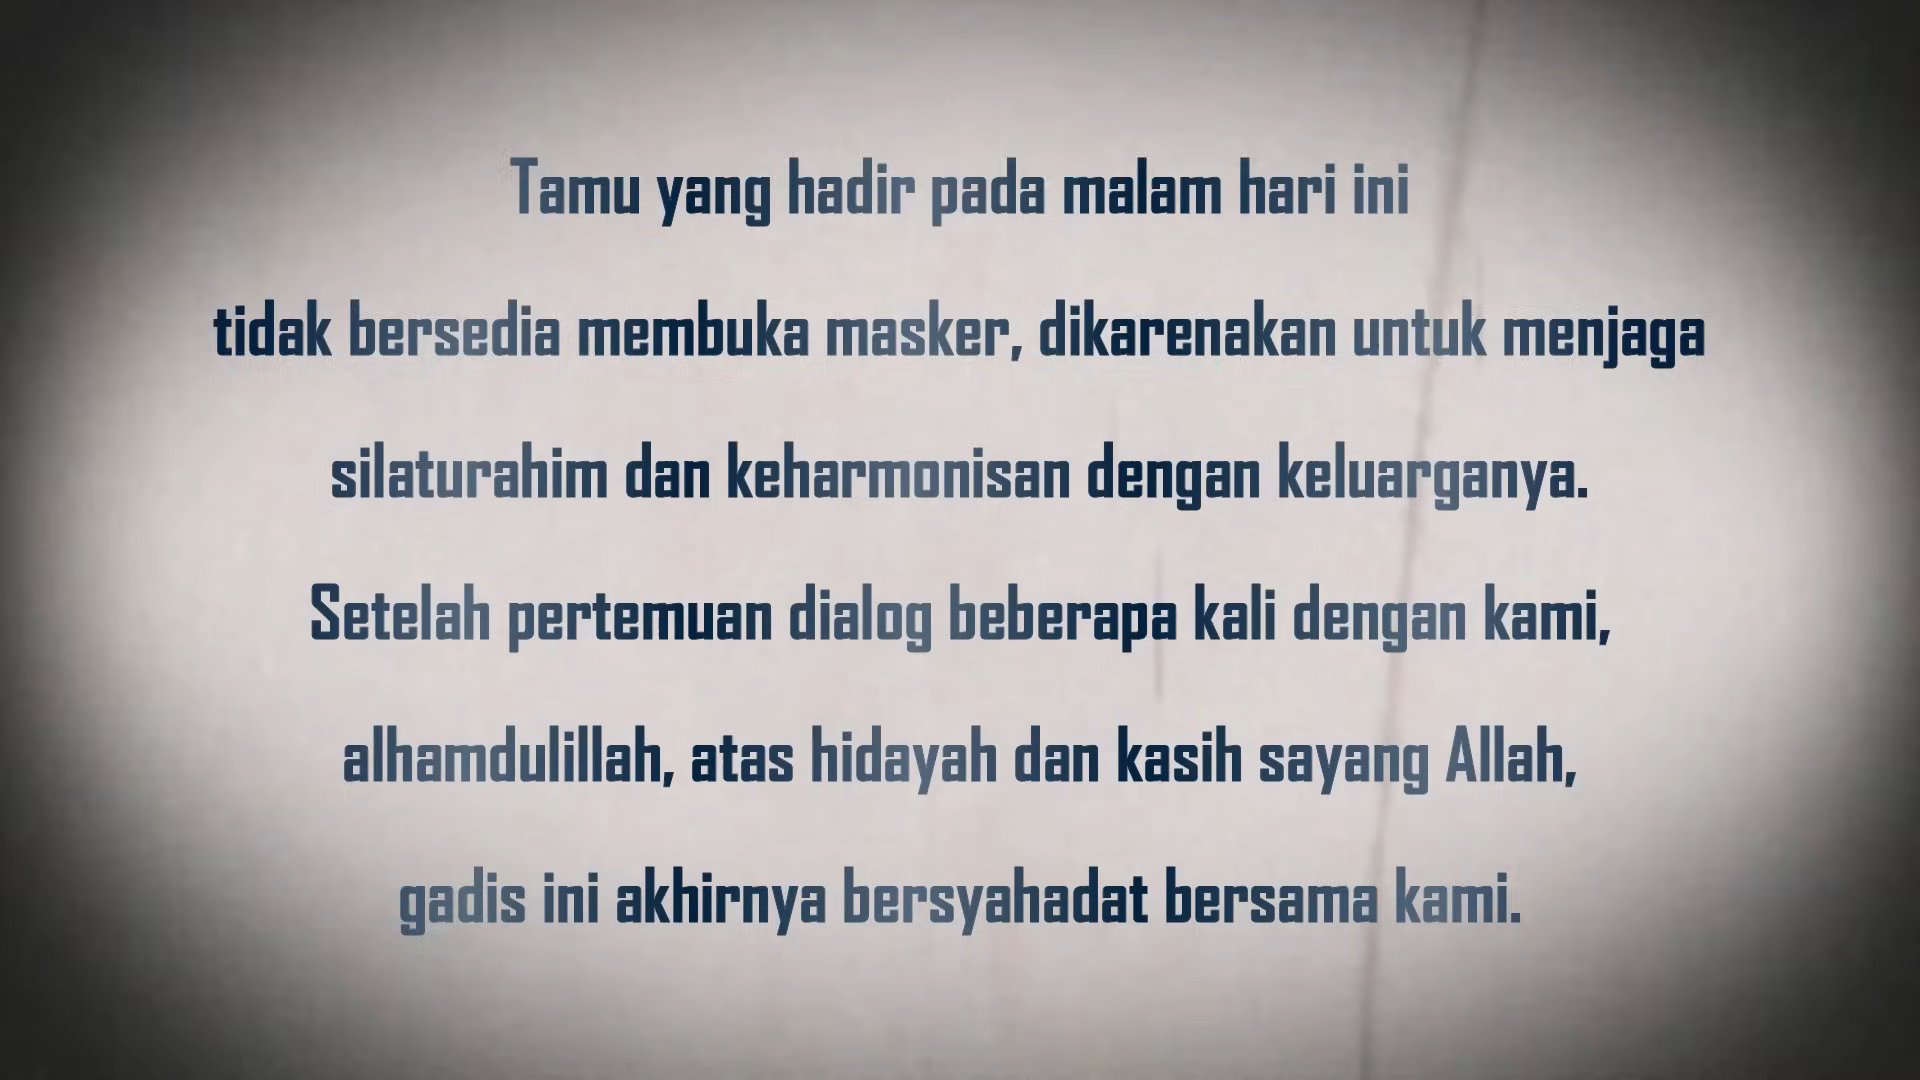 Tamu yang hadir pada malam hari ini
tidak bersedia membuka masker, dikarenakan untuk menjaga
silaturahim dan keharmonisan dengan keluarganya.
Setelah pertemuan dialog beberapa kali dengan kami,
alhamdulillah, atas hidayah dan kasih sayang Allah,
gadis ini akhirnya bersyahadat bersama kami.